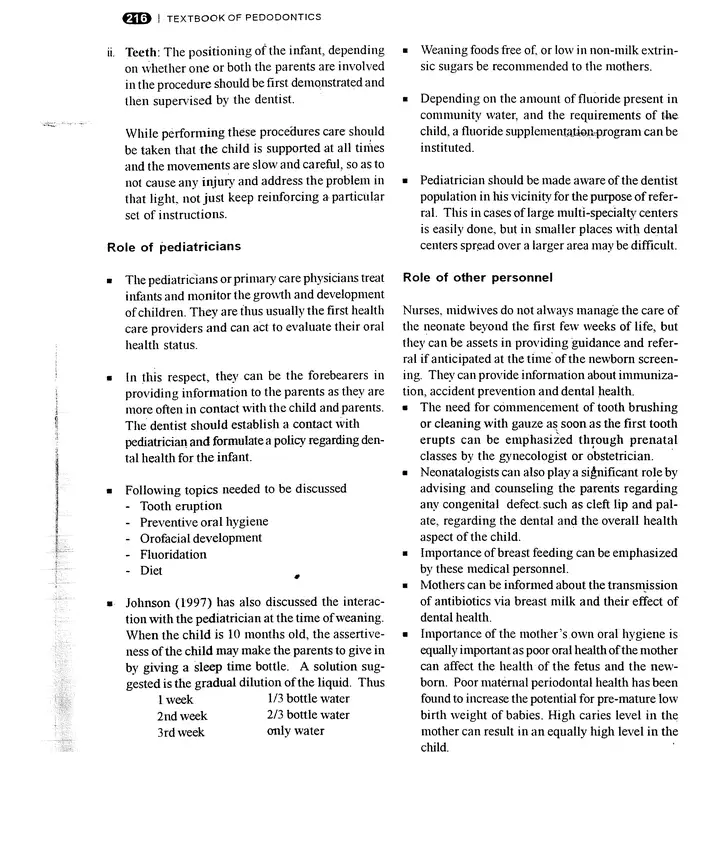 216 | TEXTBOOK OF PEDODONTICS
ii. Teeth: The positioning of the infant, depending
on whether one or both the parents are involved
in the procedure should be first demonstrated and
then supervised by the dentist.
While performing these procedures care should
be taken that the child is supported at all times
and the movements are slow and careful, so as to
not cause any injury and address the problem in
that light, not just keep reinforcing a particular
set of instructions.
Role of pediatricians
▪ The pediatricians or primary care physicians treat
infants and monitor the growth and development
of children. They are thus usually the first health
care providers and can act to evaluate their oral
health status.
▪ In this respect, they can be the forebearers in
providing information to the parents as they are
more often in contact with the child and parents.
The dentist should establish a contact with
pediatrician and formulate a policy regarding den-
tal health for the infant.
▪ Following topics needed to be discussed
- Tooth eruption
- Preventive oral hygiene
- Orofacial development
- Fluoridation
- Diet
▪ Johnson (1997) has also discussed the interac-
tion with the pediatrician at the time of weaning.
When the child is 10 months old, the assertive-
ness of the child may make the parents to give in
by giving a sleep time bottle. A solution sug-
gested is the gradual dilution of the liquid. Thus
1 week 1/3 bottle water
2nd week 2/3 bottle water
3rd week only water
▪ Weaning foods free of, or low in non-milk extrin-
sic sugars be recommended to the mothers.
▪ Depending on the amount of fluoride present in
community water, and the requirements of the
child, a fluoride supplementation program can be
instituted.
▪ Pediatrician should be made aware of the dentist
population in his vicinity for the purpose of refer-
ral. This in cases of large multi-specialty centers
is easily done, but in smaller places with dental
centers spread over a larger area may be difficult.
Role of other personnel
Nurses, midwives do not always manage the care of
the neonate beyond the first few weeks of life, but
they can be assets in providing guidance and refer-
ral if anticipated at the time of the newborn screen-
ing. They can provide information about immuniza-
tion, accident prevention and dental health.
▪ The need for commencement of tooth brushing
or cleaning with gauze as soon as the first tooth
erupts can be emphasized through prenatal
classes by the gynecologist or obstetrician.
▪ Neonatalogists can also play a significant role by
advising and counseling the parents regarding
any congenital defect such as cleft lip and pal-
ate, regarding the dental and the overall health
aspect of the child.
▪ Importance of breast feeding can be emphasized
by these medical personnel.
▪ Mothers can be informed about the transmission
of antibiotics via breast milk and their effect of
dental health.
▪ Importance of the mother's own oral hygiene is
equally important as poor oral health of the mother
can affect the health of the fetus and the new-
born. Poor maternal periodontal health has been
found to increase the potential for pre-mature low
birth weight of babies. High caries level in the
mother can result in an equally high level in the
child.